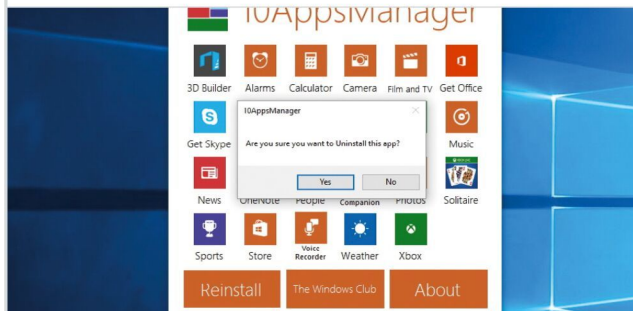 10AppsManager
3D Builder Alarms Calculator Camera Film and TV Get Office
10AppsManager
Get Skype Are you sure you want to Uninstall this app? Music
Yes No
News OneNote People Companion Photos Solitaire
Sports Store Voice Recorder Weather Xbox
Reinstall The Windows Club About